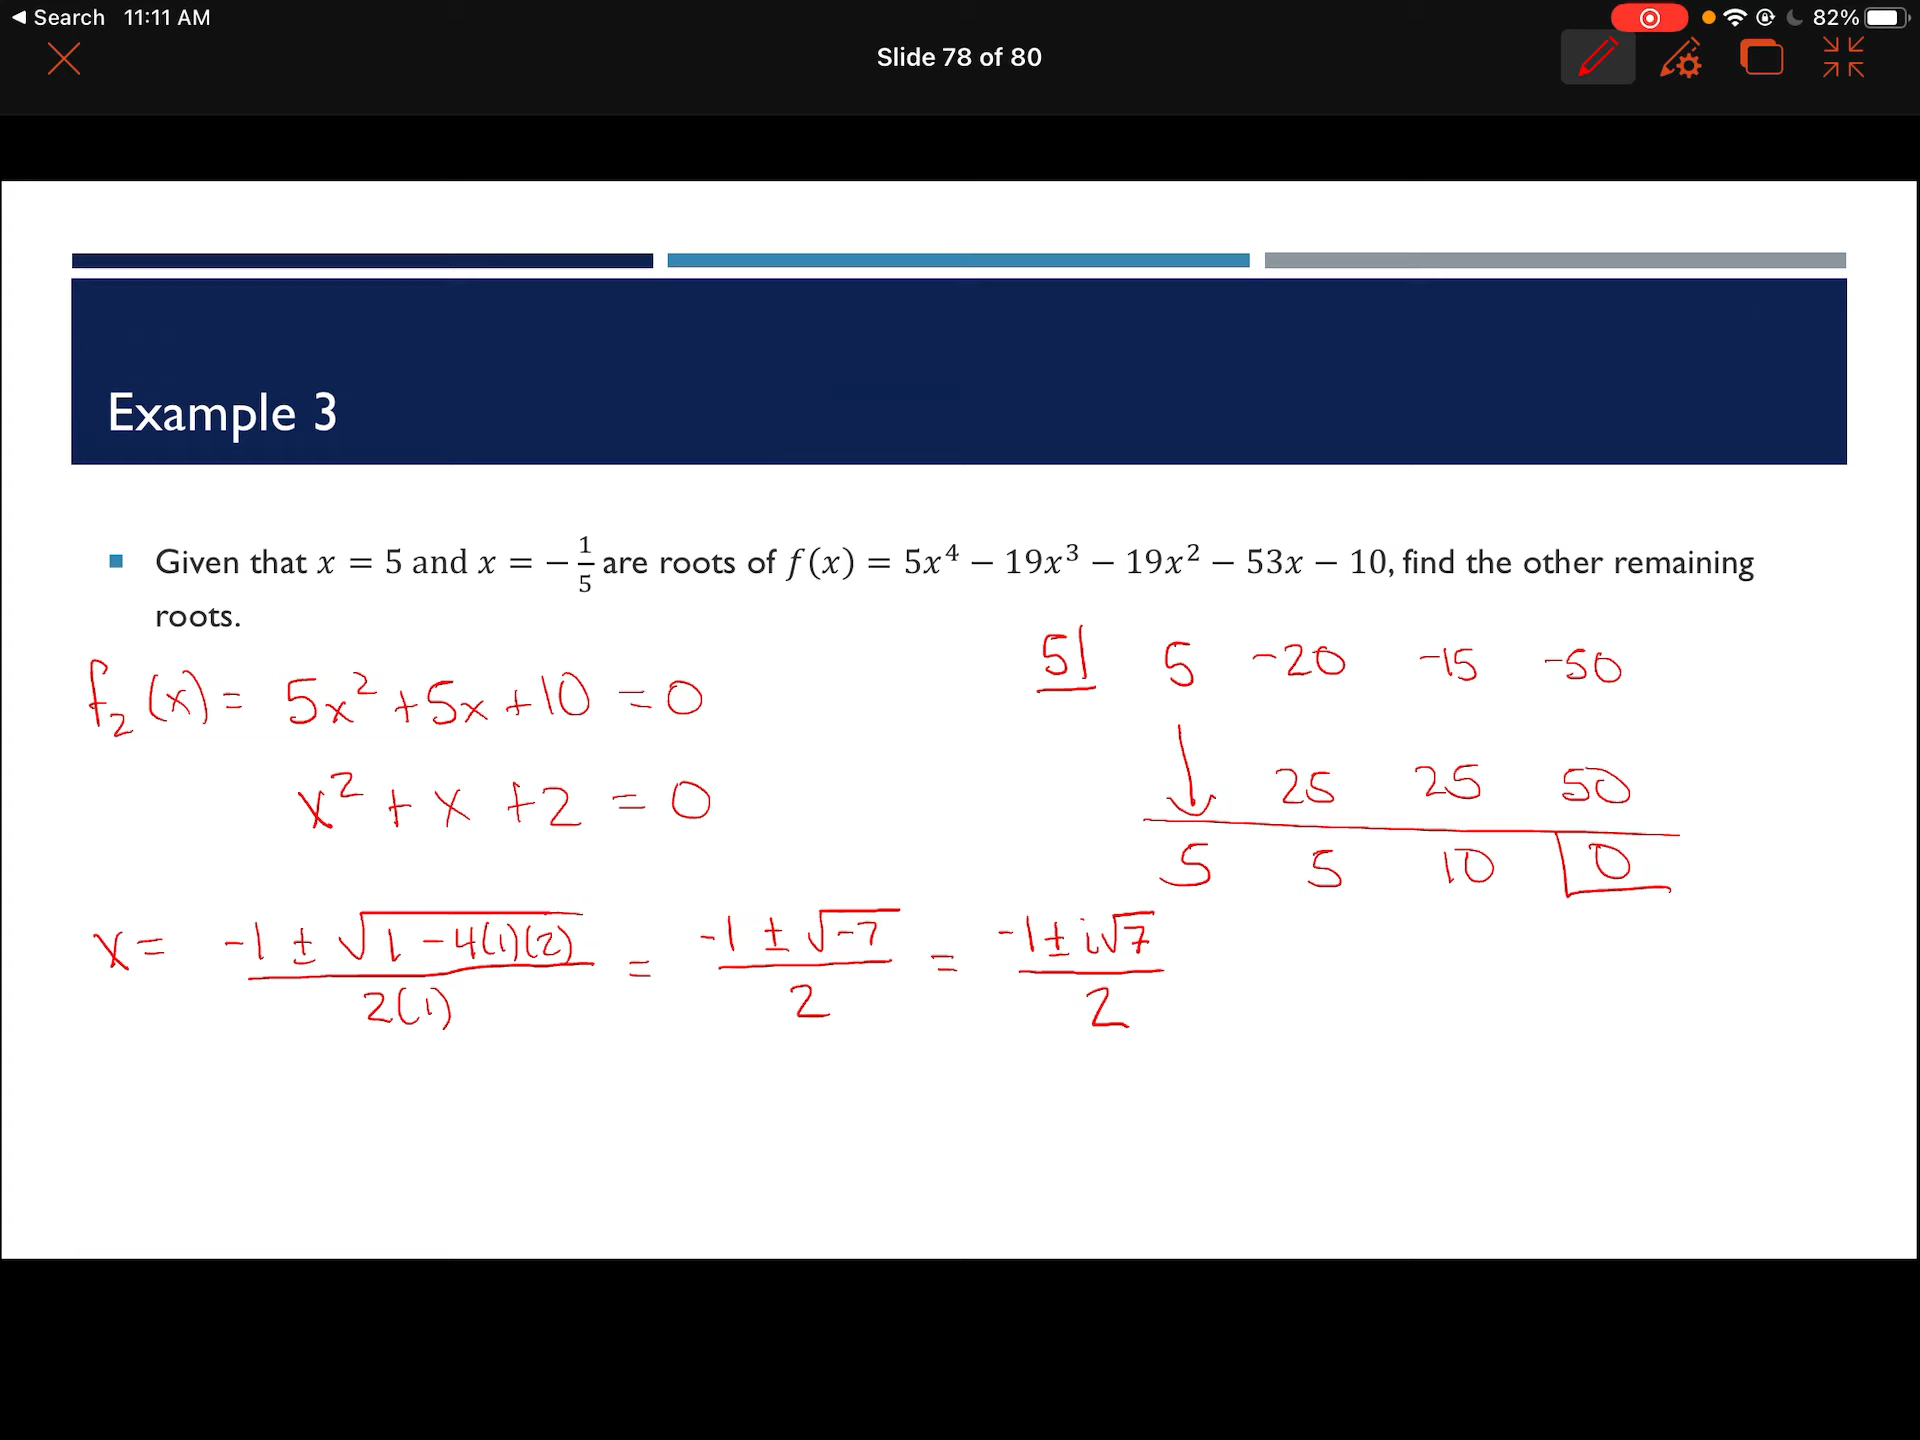 Search 11:11 AM 82%
Slide 78 of 80
Example 3
Given that x = 5 and x = −1/5 are roots of f(x) = 5x⁴ − 19x³ − 19x² − 53x − 10, find the other remaining
roots.
f₂(x) = 5x² + 5x + 10 = 0
x² + x + 2 = 0
5| 5 -20 -15 -50
25 25 50
5 5 10 |0
x = (-1 ± √(1 - 4(1)(2)))/(2(1)) = (-1 ± √-7)/2 = (-1 ± i√7)/2